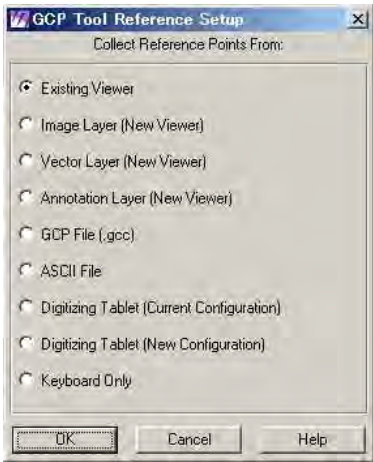 GCP Tool Reference Setup
Collect Reference Points From:
Existing Viewer
Image Layer (New Viewer)
Vector Layer (New Viewer)
Annotation Layer (New Viewer)
GCP File (.gcc)
ASCII File
Digitizing Tablet (Current Configuration)
Digitizing Tablet (New Configuration)
Keyboard Only
OK Cancel Help